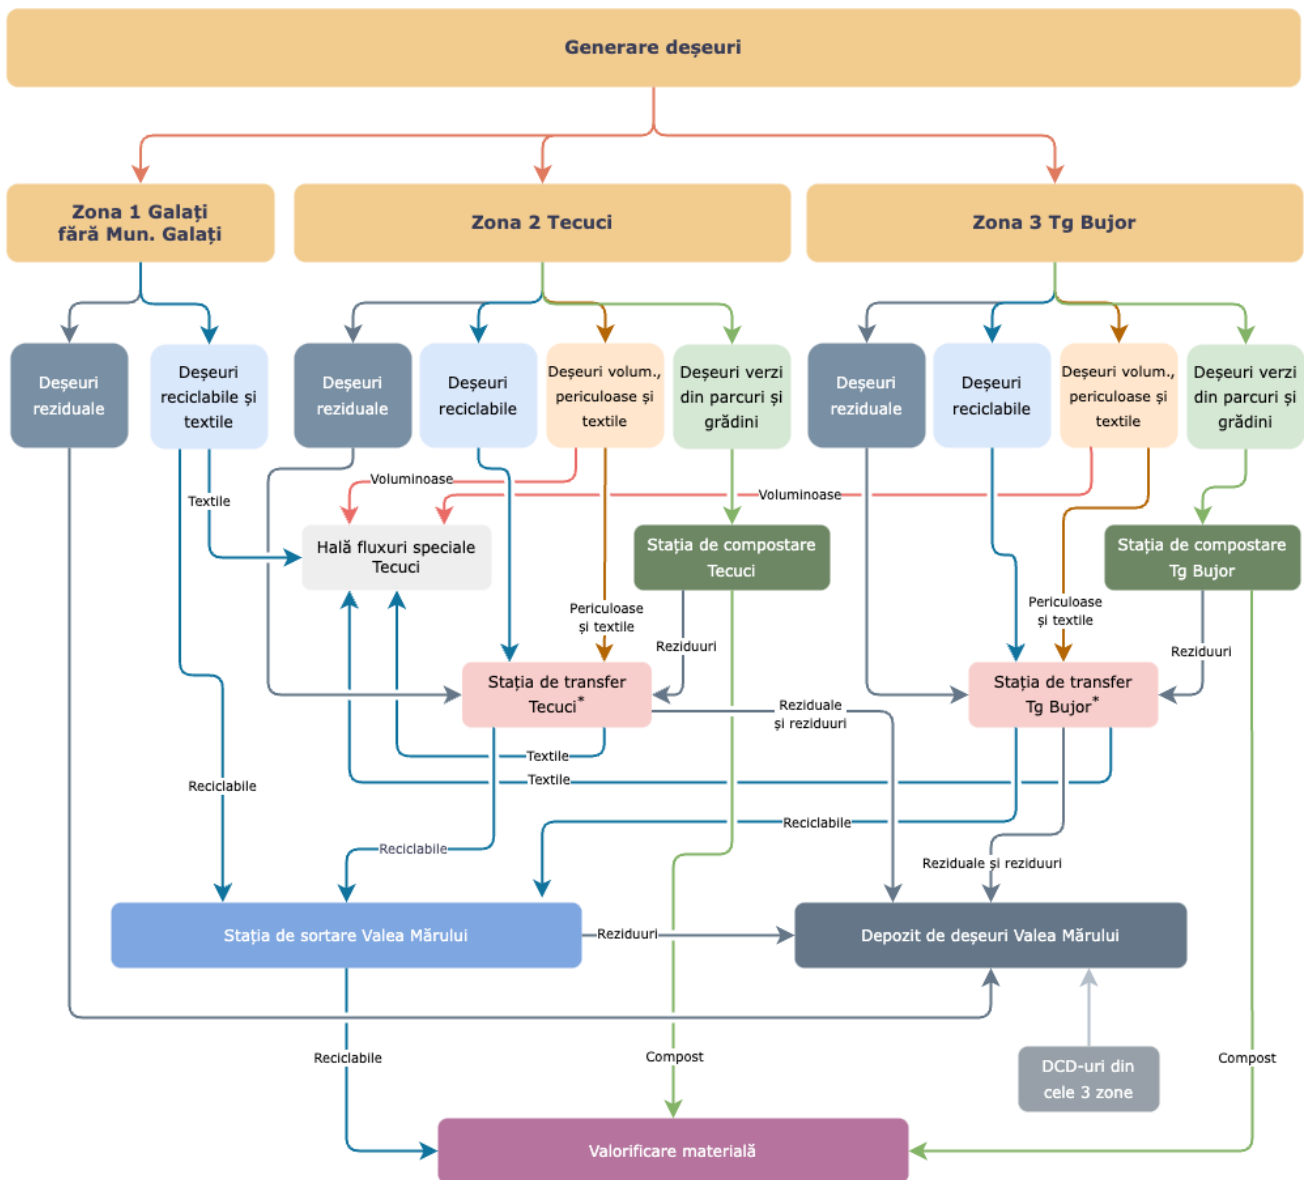 Generare deșeuri
Zona 1 Galați
fără Mun. Galați
Zona 2 Tecuci
Zona 3 Tg Bujor
Deșeuri
reziduale
Deșeuri
reciclabile și
textile
Deșeuri
reziduale
Deșeuri
reciclabile
Deșeuri volum.,
periculoase și
textile
Deșeuri verzi
din parcuri și
grădini
Deșeuri
reziduale
Deșeuri
reciclabile
Deșeuri volum.,
periculoase și
textile
Deșeuri verzi
din parcuri și
grădini
Textile
Voluminoase
Voluminoase
Hală fluxuri speciale
Tecuci
Stația de compostare
Tecuci
Stația de compostare
Tg Bujor
Periculoase
și textile
Reziduuri
Periculoase
și textile
Reziduuri
Stația de transfer
Tecuci*
Stația de transfer
Tg Bujor*
Reziduale
și reziduuri
Textile
Textile
Reciclabile
Reciclabile
Reciclabile
Reziduale și reziduuri
Stația de sortare Valea Mărului
Reziduuri
Depozit de deșeuri Valea Mărului
Reciclabile
Compost
DCD-uri din
cele 3 zone
Compost
Valorificare materială